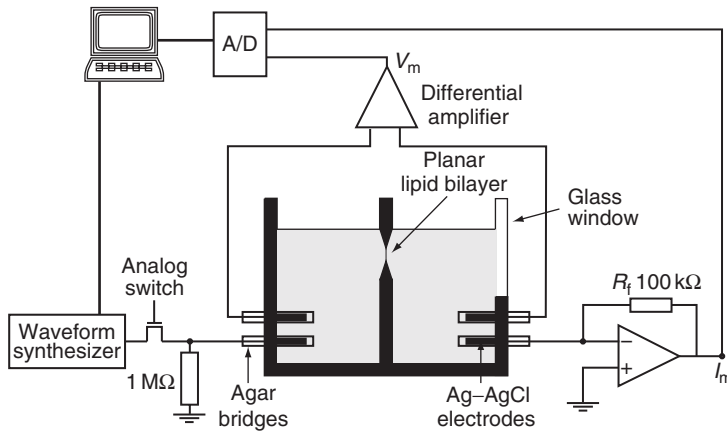 A/D
V_m
Differential
amplifier
Planar
lipid bilayer
Glass
window
Analog
switch
R_f 100 kΩ
Waveform
synthesizer
−
+
I_m
1 MΩ
Agar
bridges
Ag–AgCl
electrodes